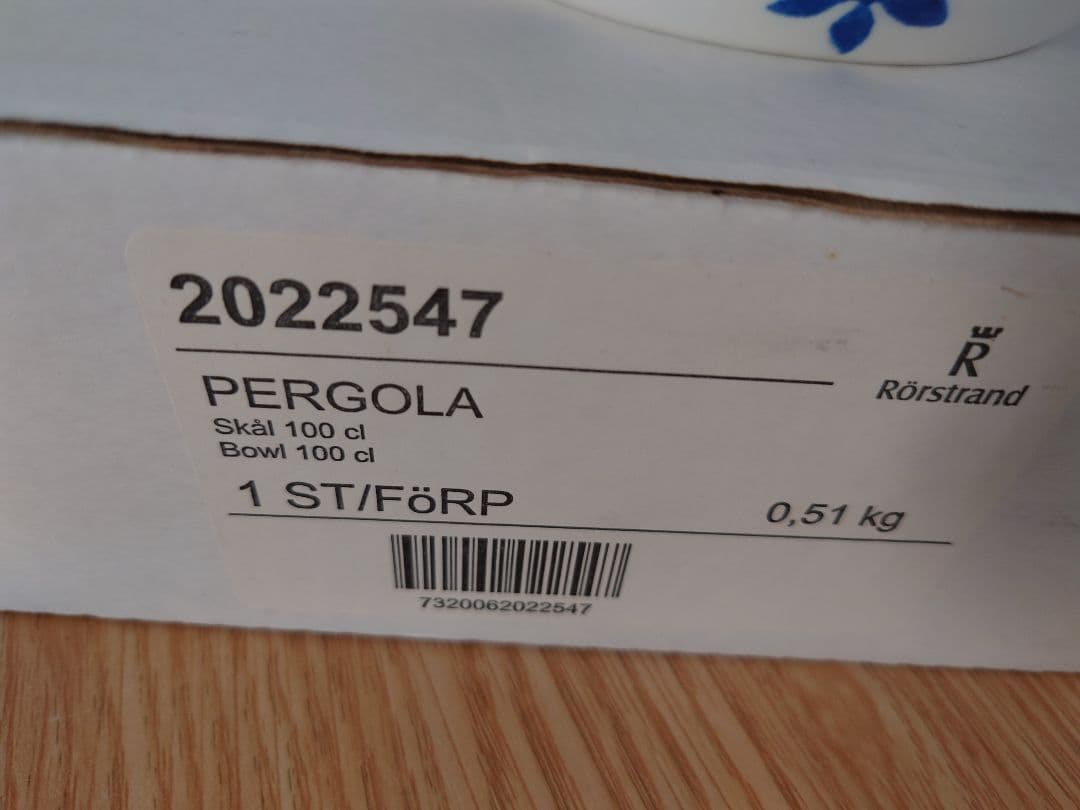 2022547
R
Rörstrand
PERGOLA
Skål 100 cl
Bowl 100 cl
1 ST/FöRP
0,51 kg
7320062022547